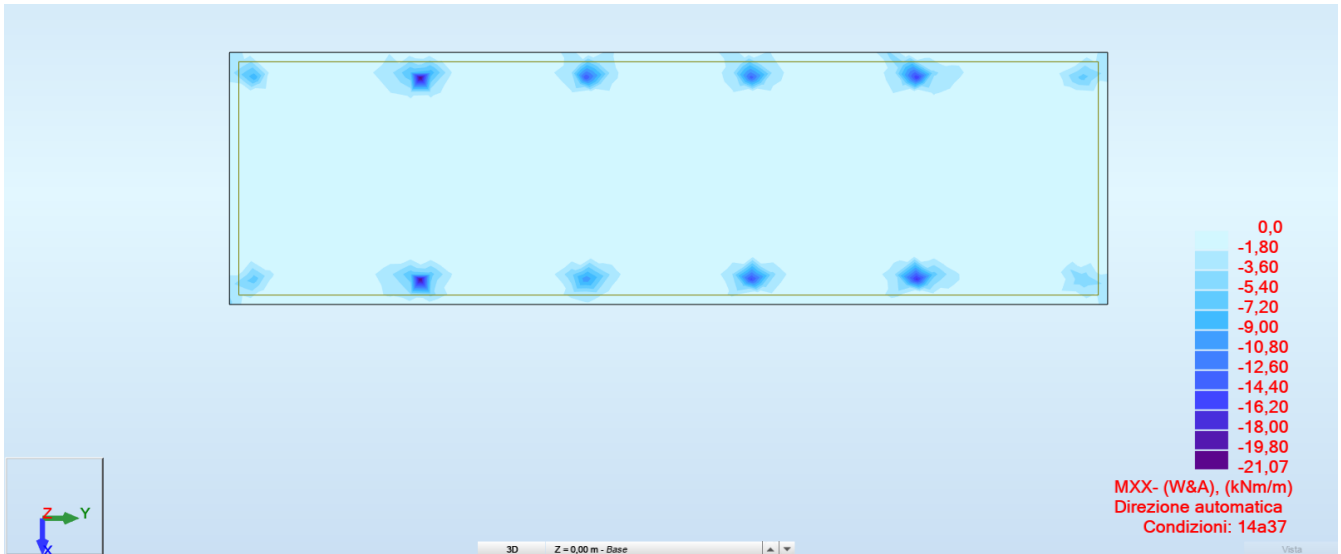 0,0
-1,80
-3,60
-5,40
-7,20
-9,00
-10,80
-12,60
-14,40
-16,20
-18,00
-19,80
-21,07
MXX- (W&A), (kNm/m)
Direzione automatica
Condizioni: 14a37
Z Y
X
3D Z = 0,00 m - Base
Vista